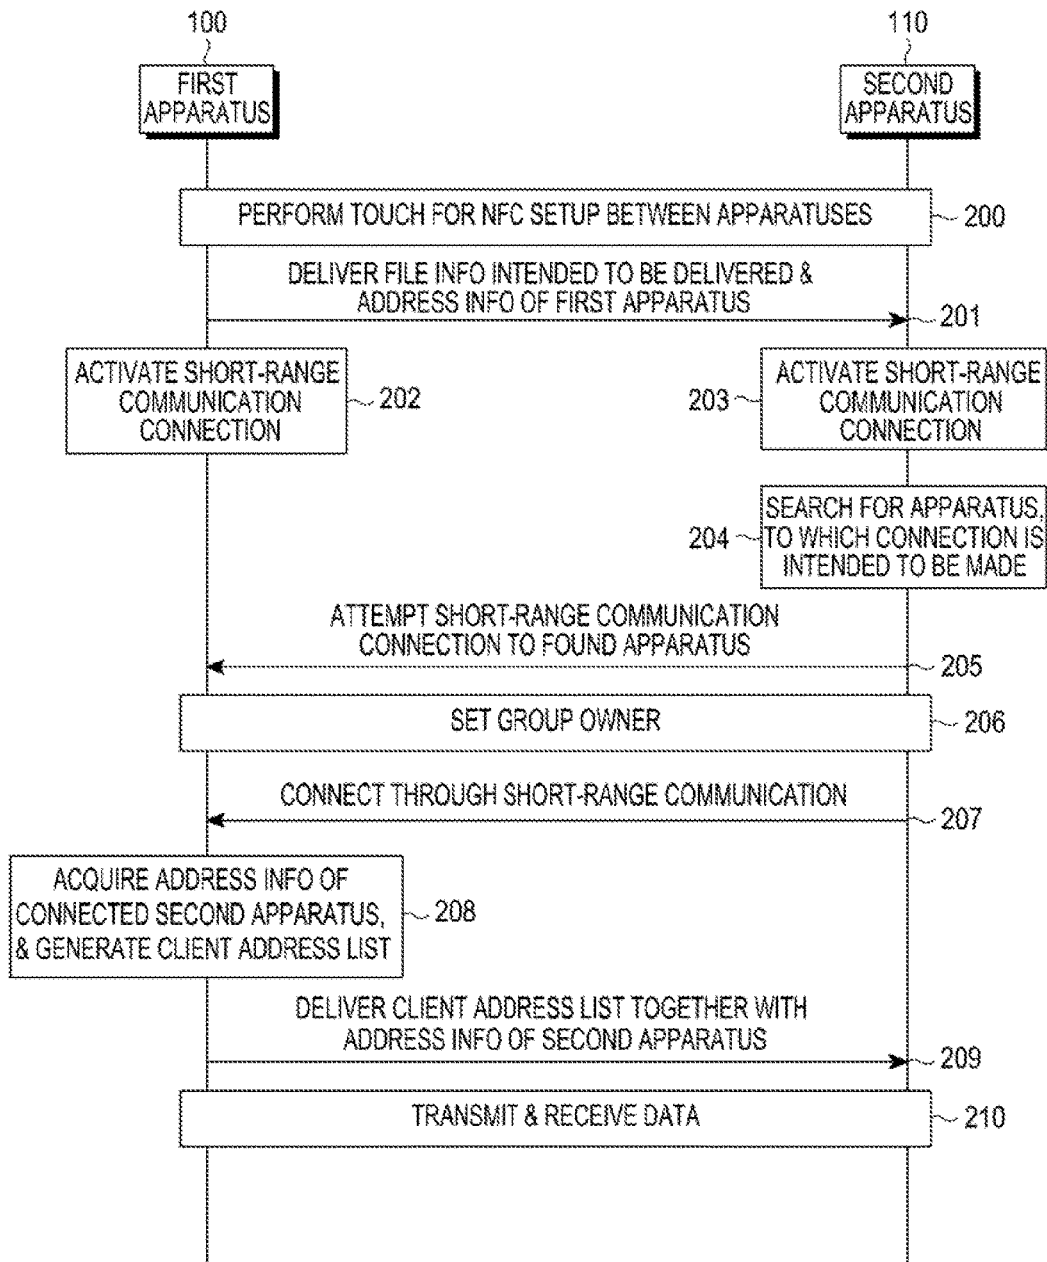 100
110
FIRST
APPARATUS
SECOND
APPARATUS
PERFORM TOUCH FOR NFC SETUP BETWEEN APPARATUSES
200
DELIVER FILE INFO INTENDED TO BE DELIVERED &
ADDRESS INFO OF FIRST APPARATUS
201
ACTIVATE SHORT-RANGE
COMMUNICATION
CONNECTION
202
203
ACTIVATE SHORT-RANGE
COMMUNICATION
CONNECTION
204
SEARCH FOR APPARATUS,
TO WHICH CONNECTION IS
INTENDED TO BE MADE
ATTEMPT SHORT-RANGE COMMUNICATION
CONNECTION TO FOUND APPARATUS
205
SET GROUP OWNER
206
CONNECT THROUGH SHORT-RANGE COMMUNICATION
207
ACQUIRE ADDRESS INFO OF
CONNECTED SECOND APPARATUS,
& GENERATE CLIENT ADDRESS LIST
208
DELIVER CLIENT ADDRESS LIST TOGETHER WITH
ADDRESS INFO OF SECOND APPARATUS
209
TRANSMIT & RECEIVE DATA
210